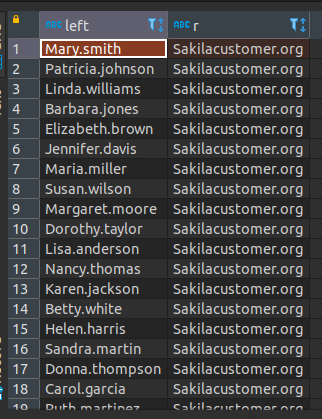 ABC left ABC r
1 Mary.smith Sakilacustomer.org
2 Patricia.johnson Sakilacustomer.org
3 Linda.williams Sakilacustomer.org
4 Barbara.jones Sakilacustomer.org
5 Elizabeth.brown Sakilacustomer.org
6 Jennifer.davis Sakilacustomer.org
7 Maria.miller Sakilacustomer.org
8 Susan.wilson Sakilacustomer.org
9 Margaret.moore Sakilacustomer.org
10 Dorothy.taylor Sakilacustomer.org
11 Lisa.anderson Sakilacustomer.org
12 Nancy.thomas Sakilacustomer.org
13 Karen.jackson Sakilacustomer.org
14 Betty.white Sakilacustomer.org
15 Helen.harris Sakilacustomer.org
16 Sandra.martin Sakilacustomer.org
17 Donna.thompson Sakilacustomer.org
18 Carol.garcia Sakilacustomer.org
19 Ruth.martinez Sakilacustomer.org